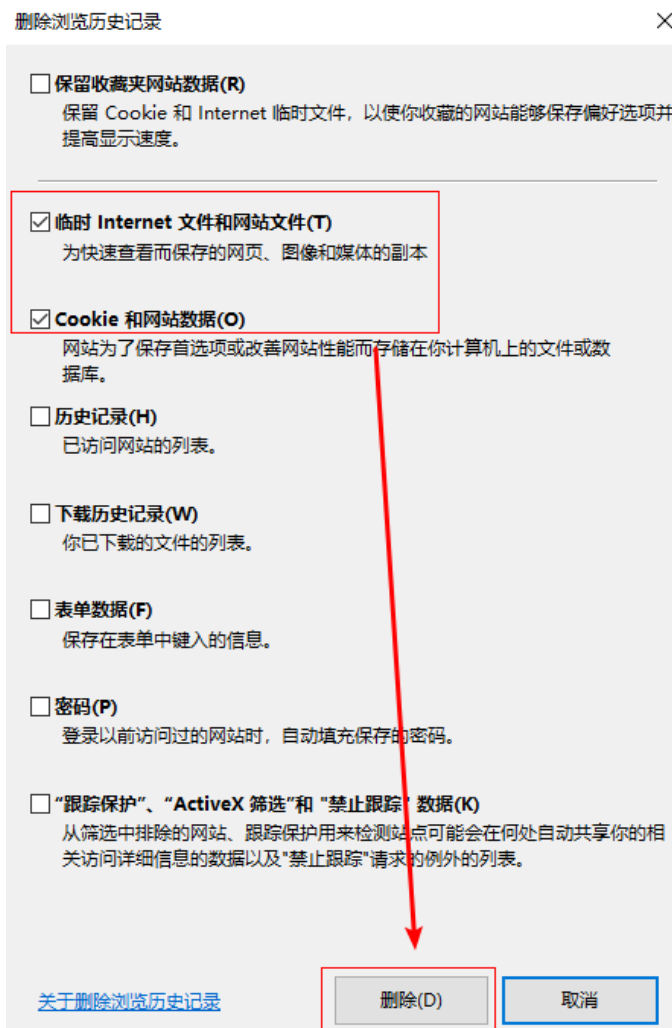 删除浏览历史记录
保留收藏夹网站数据(R)
保留 Cookie 和 Internet 临时文件，以使你收藏的网站能够保存偏好选项并
提高显示速度。
临时 Internet 文件和网站文件(T)
为快速查看而保存的网页、图像和媒体的副本
Cookie 和网站数据(O)
网站为了保存首选项或改善网站性能而存储在你计算机上的文件或数
据库。
历史记录(H)
已访问网站的列表。
下载历史记录(W)
你已下载的文件的列表。
表单数据(F)
保存在表单中键入的信息。
密码(P)
登录以前访问过的网站时，自动填充保存的密码。
“跟踪保护”、“ActiveX 筛选”和 "禁止跟踪" 数据(K)
从筛选中排除的网站、跟踪保护用来检测站点可能会在何处自动共享你的相
关访问详细信息的数据以及"禁止跟踪"请求的例外的列表。
关于删除浏览历史记录
删除(D)
取消